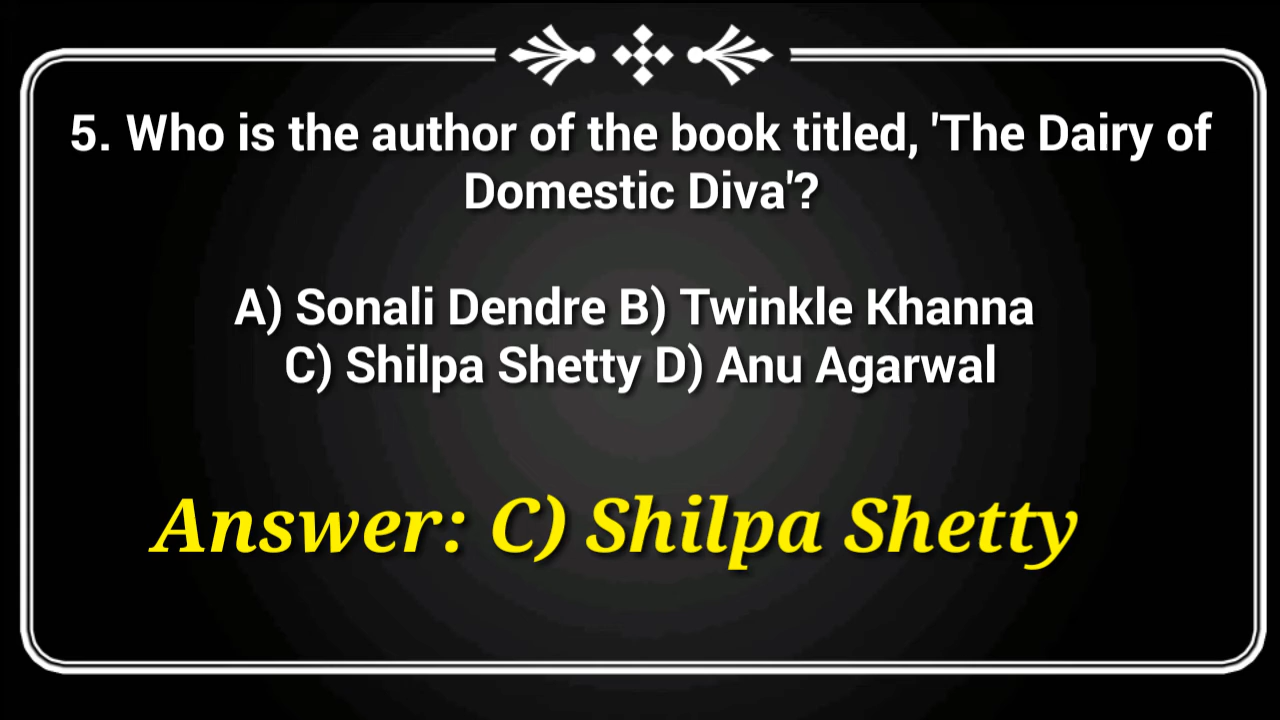 5. Who is the author of the book titled, 'The Dairy of
Domestic Diva'?
A) Sonali Dendre B) Twinkle Khanna
C) Shilpa Shetty D) Anu Agarwal
Answer: C) Shilpa Shetty